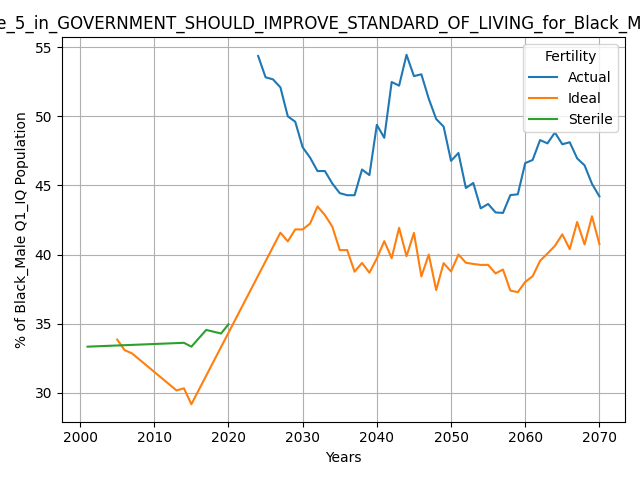 e_5_in_GOVERNMENT_SHOULD_IMPROVE_STANDARD_OF_LIVING_for_Black_M
Fertility
Actual
Ideal
Sterile
% of Black_Male Q1_IQ Population
55
50
45
40
35
30
2000 2010 2020 2030 2040 2050 2060 2070
Years